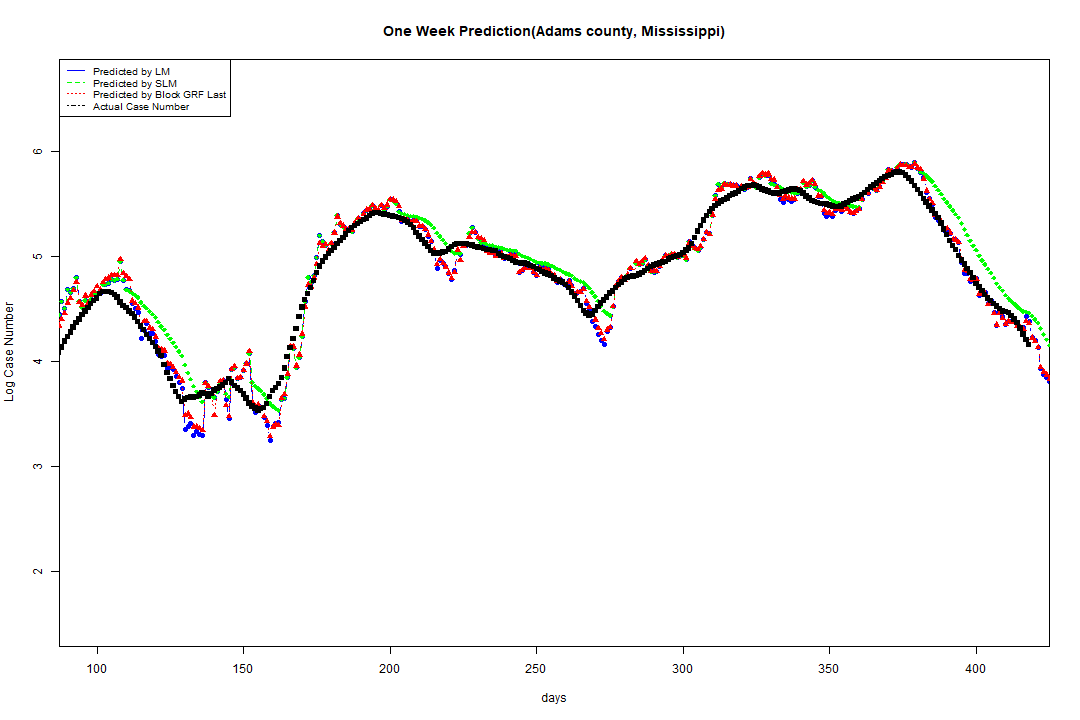 One Week Prediction(Adams county, Mississippi)
Predicted by LM
Predicted by SLM
Predicted by Block GRF Last
Actual Case Number
6
5
4
3
2
Log Case Number
100 150 200 250 300 350 400
days